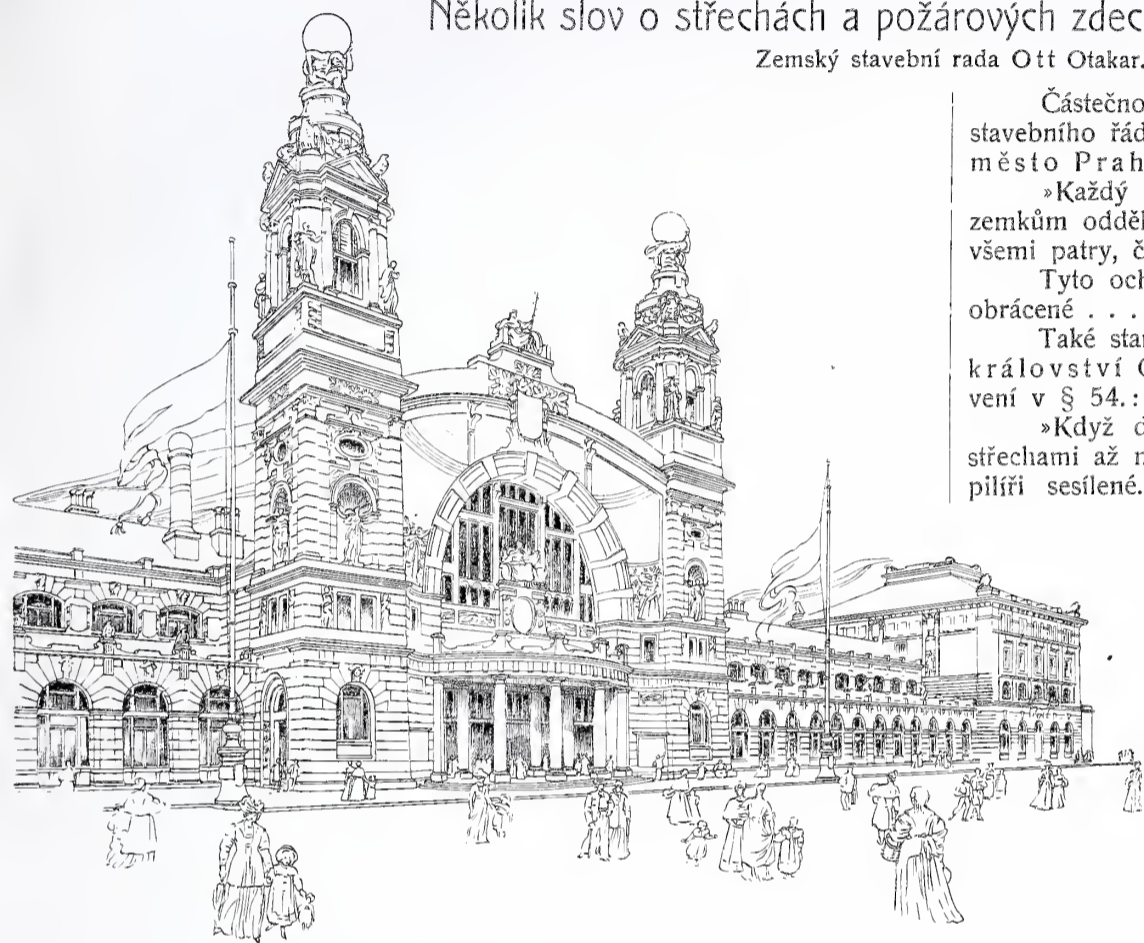 Několik slov o střechách a požárových zdec
Zemský stavební rada Ott Otakar.
Částečno
stavebního řád
město Prah
»Každý
zemkům odděl
všemi patry, č
Tyto och
obrácené . . .
Také star
království Č
vení v § 54.:
»Když d
střechami až n
pilíři sesílené.